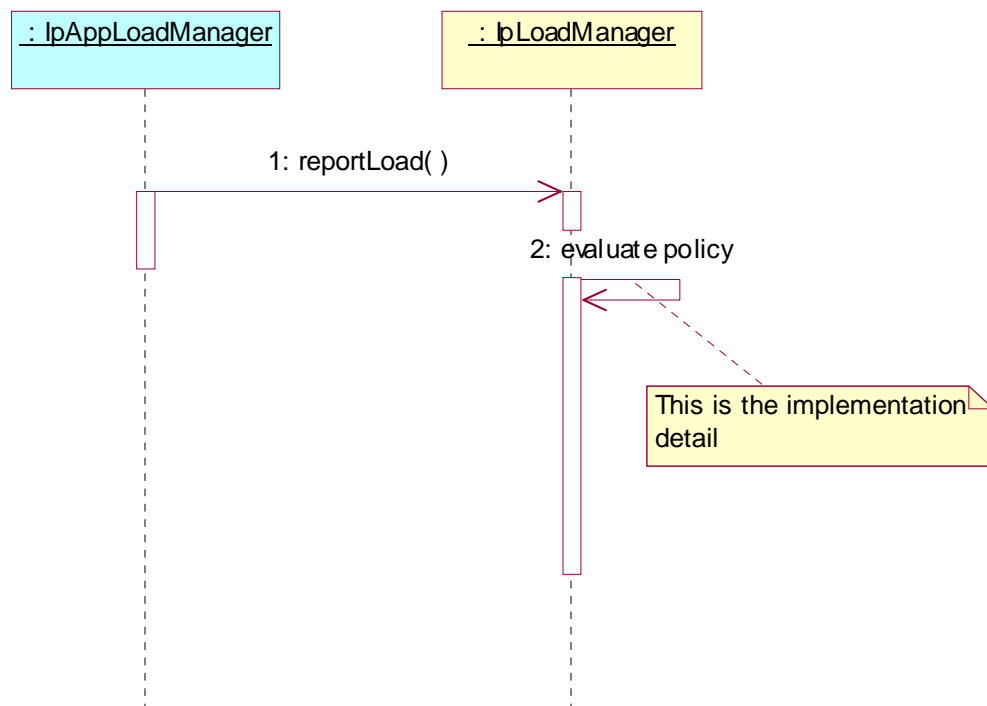 : IpAppLoadManager
: IpLoadManager
1: reportLoad( )
2: evaluate policy
This is the implementation
detail